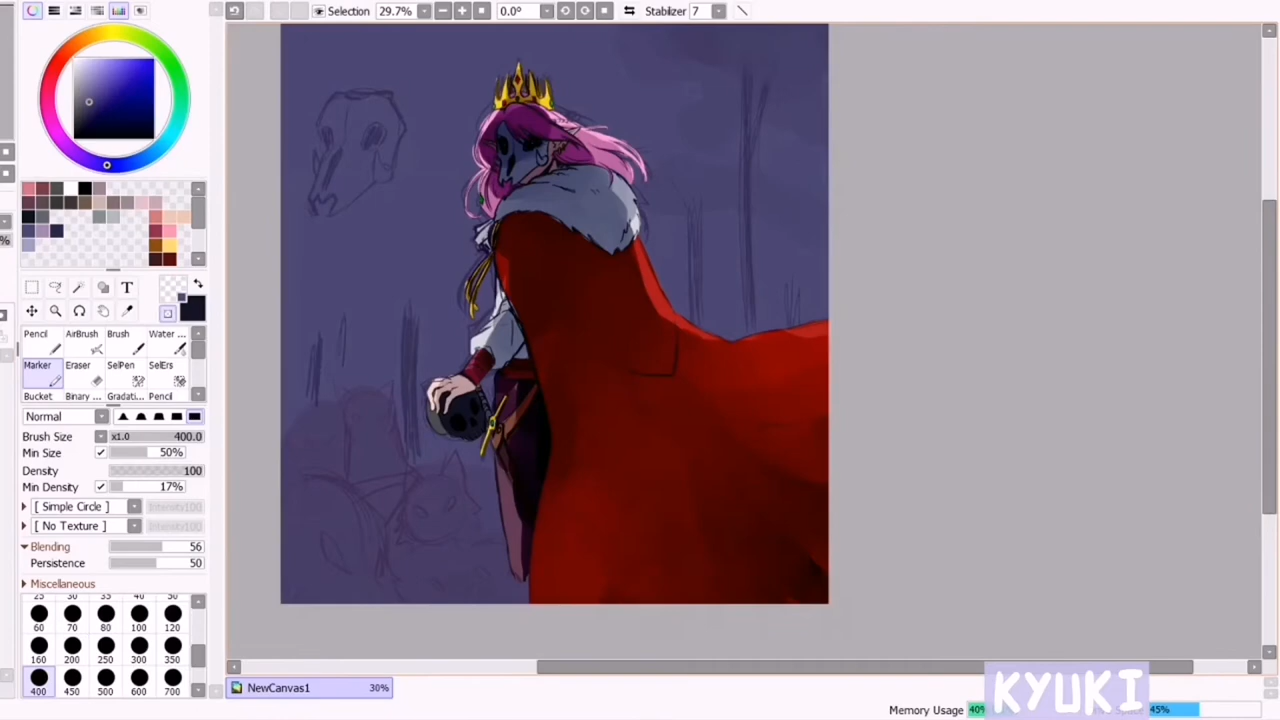 Selection 29.7% 0.0º Stabilizer 7
%
T
Pencil AirBrush Brush Water ...
Marker Eraser SelPen SelErs
Bucket Binary ... Gradati... Pencil
Normal
Brush Size x1.0 400.0
Min Size 50%
Density 100
Min Density 17%
[ Simple Circle ] Intensity100
[ No Texture ] Intensity100
Blending 56
Persistence 50
Miscellaneous
25 30 35 40 50
60 70 80 100 120
160 200 250 300 350
400 450 500 600 700
NewCanvas1 30%
KYUKI
Memory Usage 40% 45%